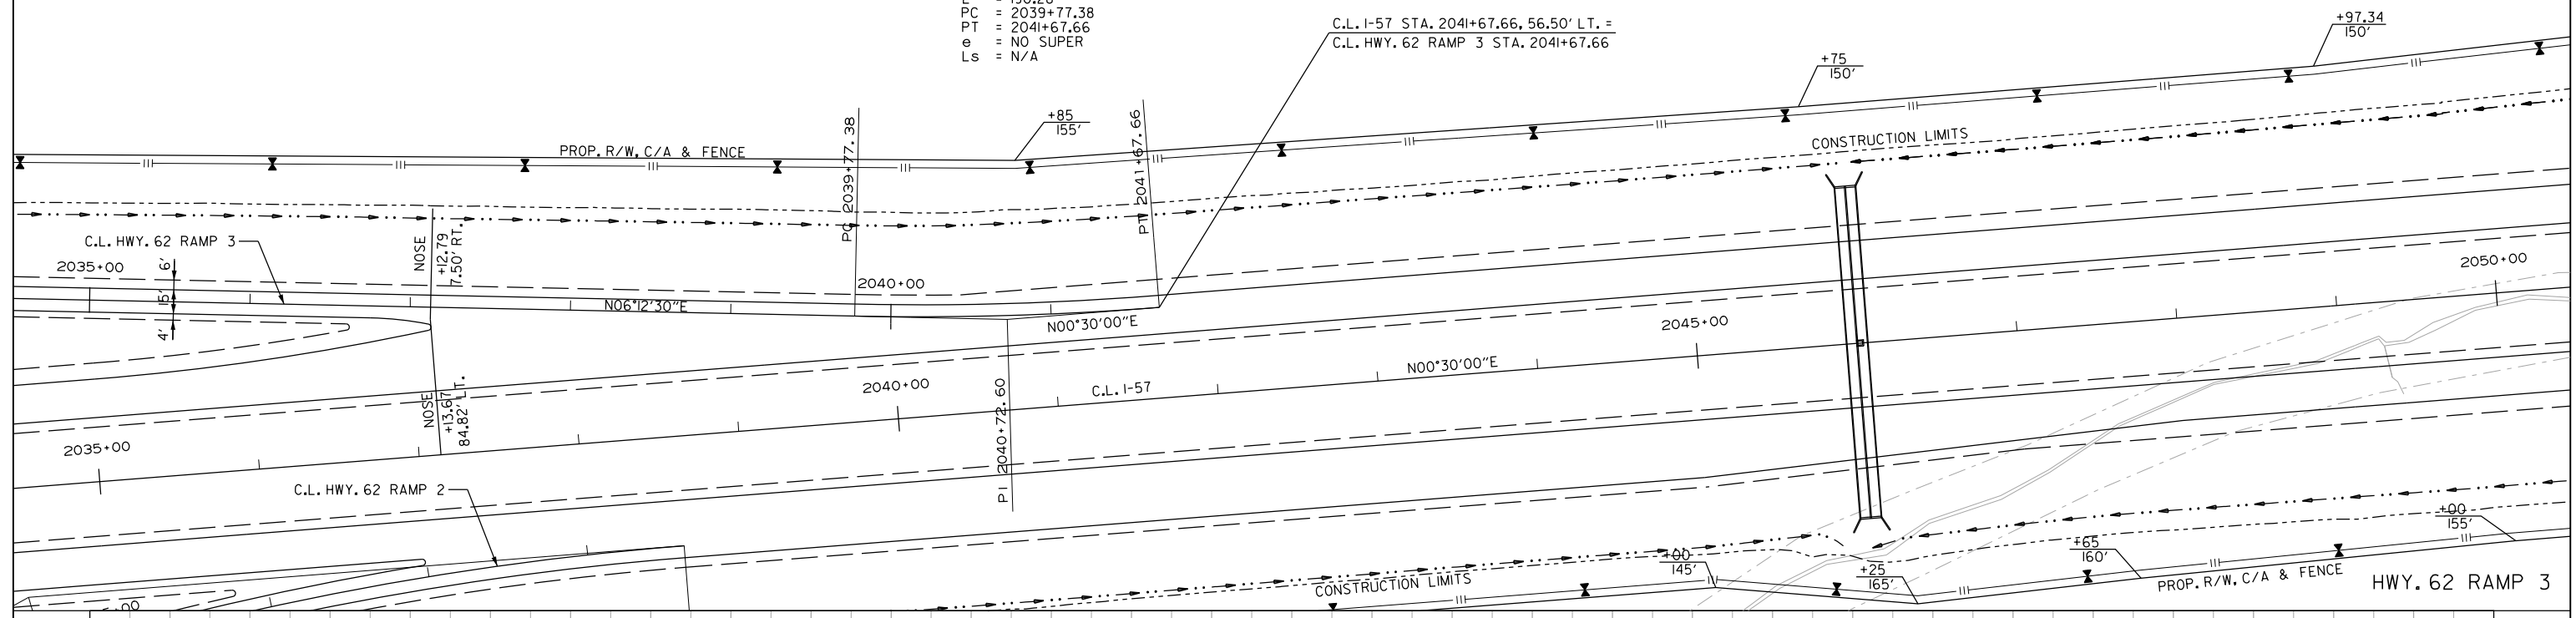 PC = 2039+77.38
PT = 2041+67.66
e = NO SUPER
Ls = N/A
C.L. I-57 STA. 2041+67.66, 56.50' LT. =
C.L. HWY. 62 RAMP 3 STA. 2041+67.66
+97.34
150'
+75
150'
+85
155'
PROP. R/W, C/A & FENCE
PC 2039+77.38
PT 2041+67.66
CONSTRUCTION LIMITS
C.L. HWY. 62 RAMP 3
2035+00
6'
15'
4'
NOSE
+12.79
7.50' RT.
2040+00
N06°12'30"E
N00°30'00"E
2045+00
2050+00
N00°30'00"E
C.L. I-57
2040+00
NOSE
+13.67
84.82' LT.
2035+00
PI 2040+72.60
C.L. HWY. 62 RAMP 2
+00
145'
+25
165'
+65
160'
+00
155'
CONSTRUCTION LIMITS
PROP. R/W, C/A & FENCE
HWY. 62 RAMP 3